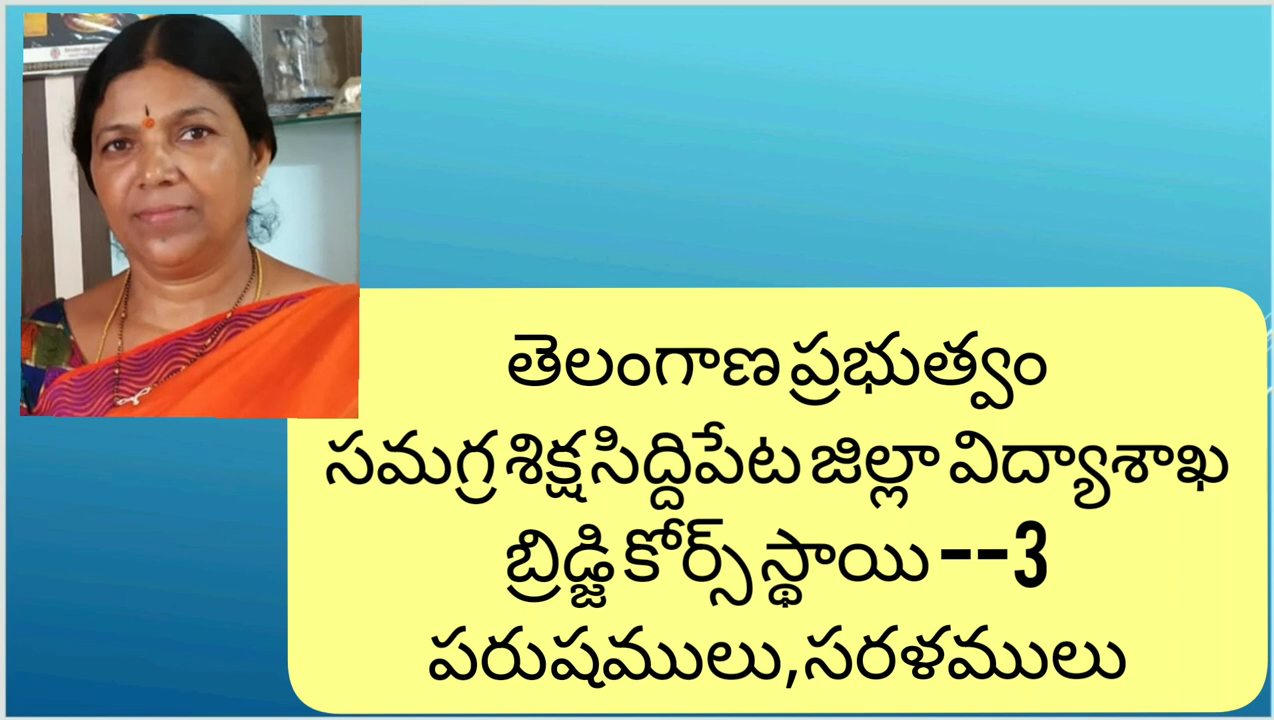 తెలంగాణ ప్రభుత్వం
సమగ్ర శిక్ష సిద్దిపేట జిల్లా విద్యాశాఖ
బ్రిడ్జి కోర్స్ స్థాయి --3
పరుషములు,సరళములు